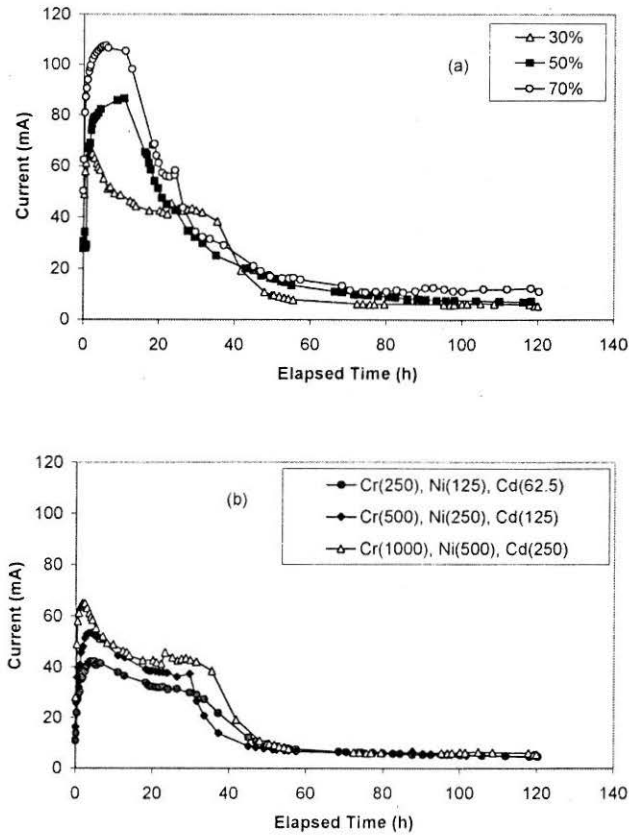 120
100
80
60
40
20
0
Current (mA)
(a)
30%
50%
70%
0 20 40 60 80 100 120 140
Elapsed Time (h)
120
100
80
60
40
20
0
Current (mA)
(b)
Cr(250), Ni(125), Cd(62.5)
Cr(500), Ni(250), Cd(125)
Cr(1000), Ni(500), Cd(250)
0 20 40 60 80 100 120 140
Elapsed Time (h)